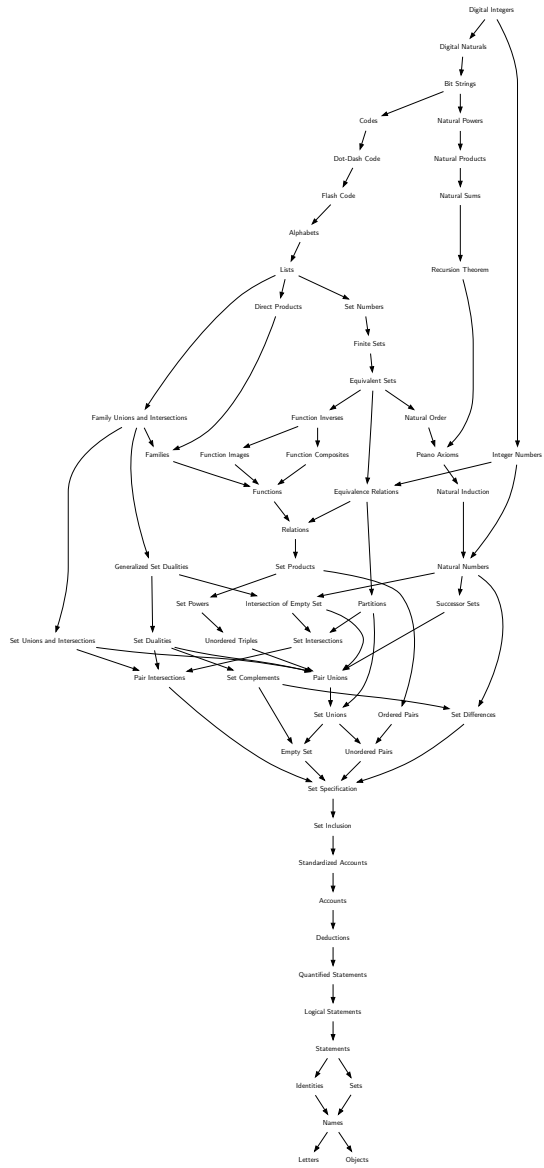 Digital Integers
Digital Naturals
Bit Strings
Codes
Natural Powers
Dot-Dash Code
Natural Products
Flash Code
Natural Sums
Alphabets
Lists
Recursion Theorem
Direct Products
Set Numbers
Finite Sets
Equivalent Sets
Family Unions and Intersections
Function Inverses
Natural Order
Families
Function Images
Function Composites
Peano Axioms
Integer Numbers
Functions
Equivalence Relations
Natural Induction
Relations
Generalized Set Dualities
Set Products
Natural Numbers
Set Powers
Intersection of Empty Set
Partitions
Successor Sets
Set Unions and Intersections
Set Dualities
Unordered Triples
Set Intersections
Pair Intersections
Set Complements
Pair Unions
Set Unions
Ordered Pairs
Set Differences
Empty Set
Unordered Pairs
Set Specification
Set Inclusion
Standardized Accounts
Accounts
Deductions
Quantified Statements
Logical Statements
Statements
Identities
Sets
Names
Letters
Objects